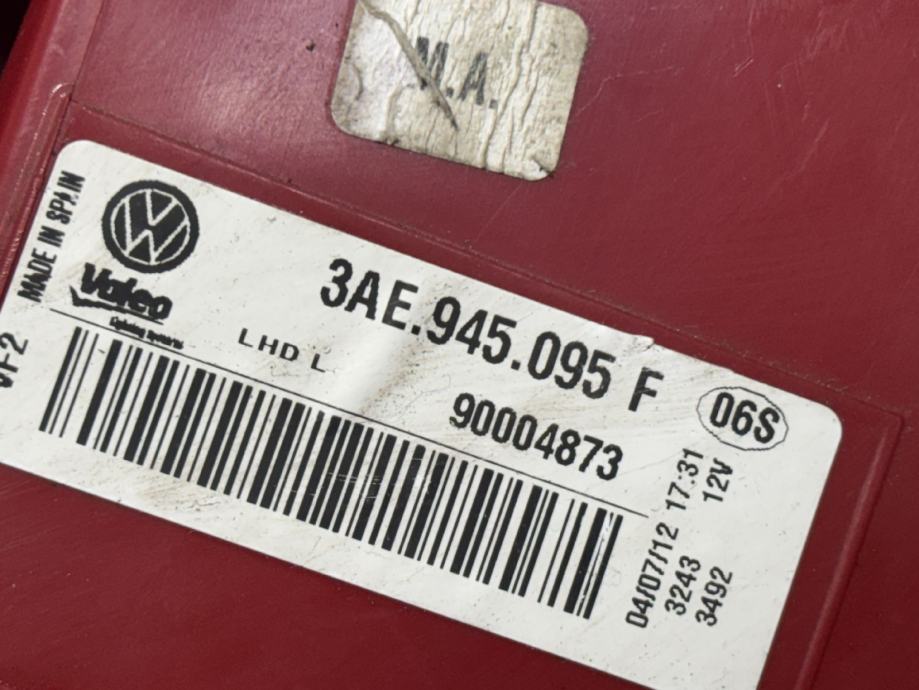 M.A.
MADE IN SPAIN
Valeo
3AE.945.095 F
LHD L
90004873
06S
04/07/12 17:31
3243 12V
3492